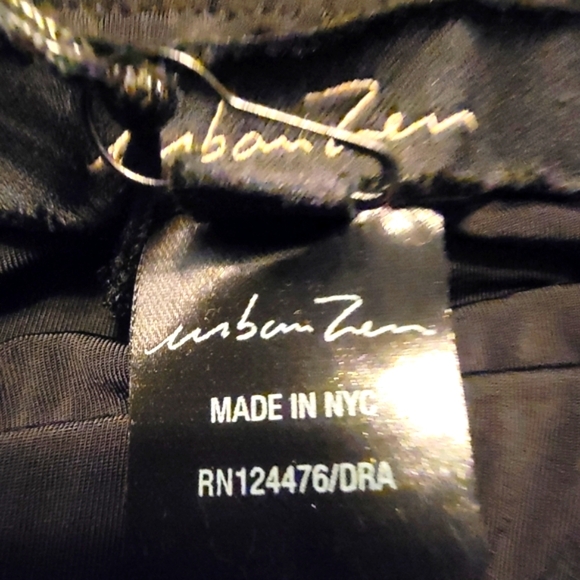 urban Zen
urban Zen
MADE IN NYC
RN124476/DRA